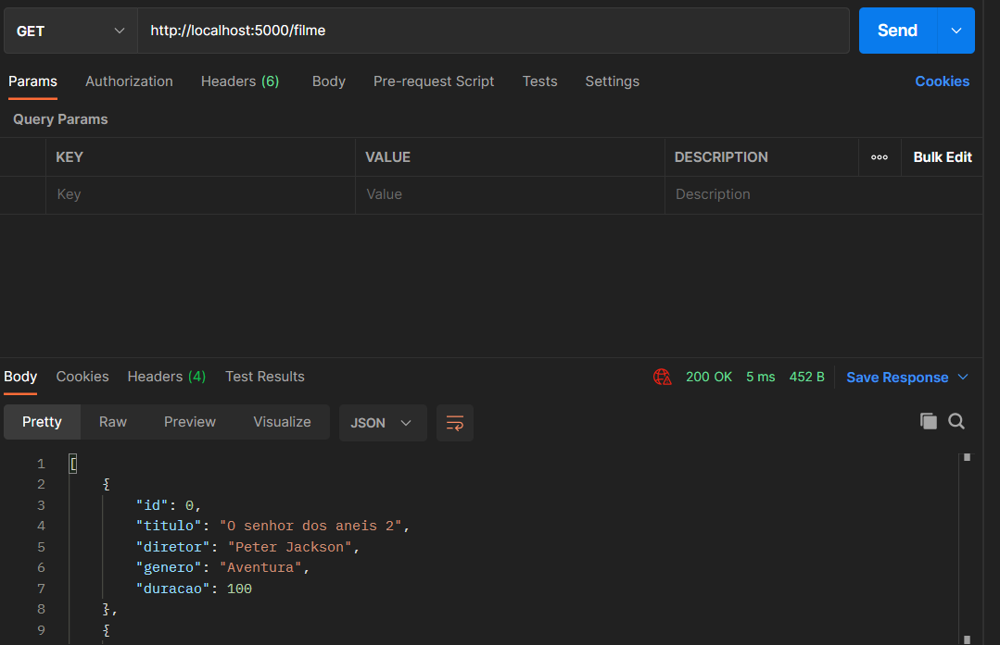 GET http://localhost:5000/filme Send
Params Authorization Headers (6) Body Pre-request Script Tests Settings Cookies
Query Params
KEY VALUE DESCRIPTION ooo Bulk Edit
Key Value Description
Body Cookies Headers (4) Test Results 200 OK 5 ms 452 B Save Response
Pretty Raw Preview Visualize JSON
1 [
2 {
3 "id": 0,
4 "titulo": "O senhor dos aneis 2",
5 "diretor": "Peter Jackson",
6 "genero": "Aventura",
7 "duracao": 100
8 },
9 {